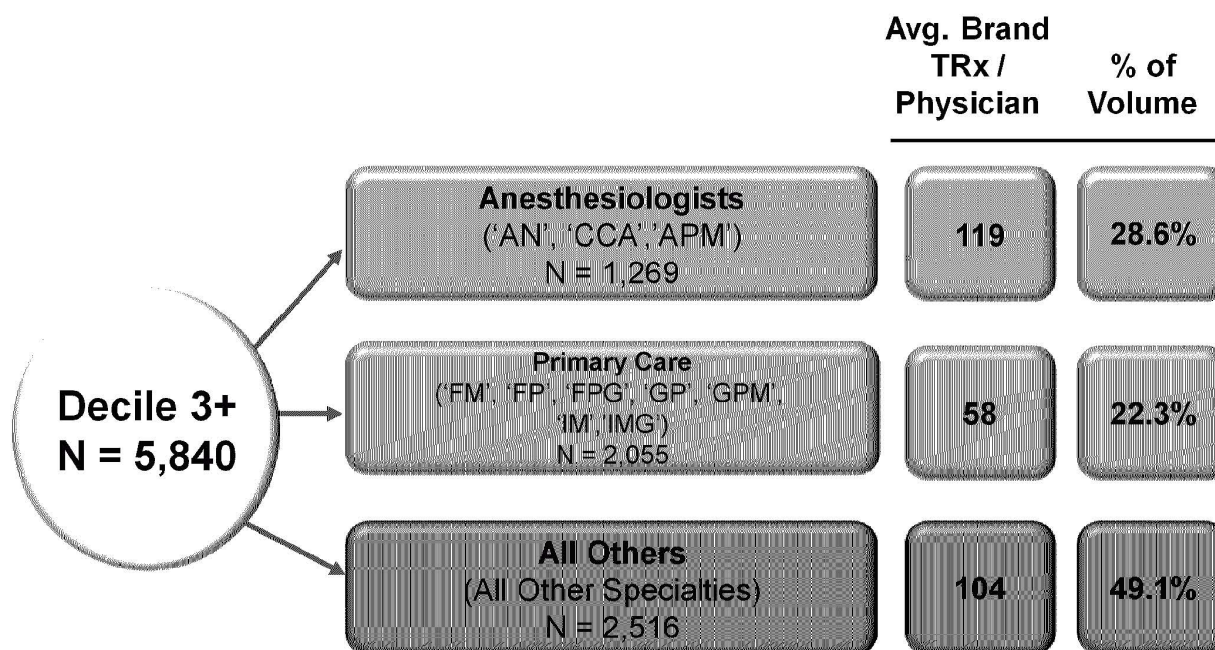 Avg. Brand
TRx /
Physician
% of
Volume
Decile 3+
N = 5,840
Anesthesiologists
(‘AN’, ‘CCA’,’APM’)
N = 1,269
119
28.6%
Primary Care
(‘FM’, ‘FP’, ‘FPG’, ‘GP’, ‘GPM’,
‘IM’,’IMG’)
N = 2,055
58
22.3%
All Others
(All Other Specialties)
N = 2,516
104
49.1%